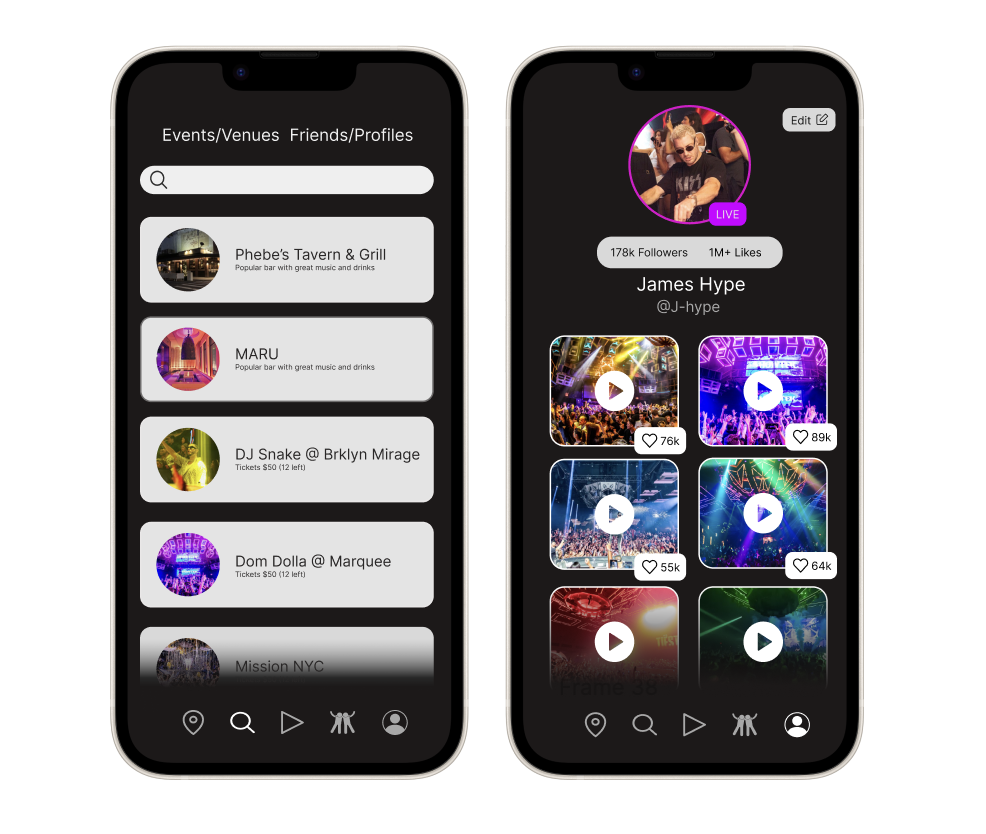 Events/Venues Friends/Profiles
Phebe’s Tavern & Grill
Popular bar with great music and drinks
MARU
Popular bar with great music and drinks
DJ Snake @ Brklyn Mirage
Tickets $50 (12 left)
Dom Dolla @ Marquee
Tickets $50 (12 left)
Mission NYC
Edit
KISS
LIVE
178k Followers 1M+ Likes
James Hype
@J-hype
76k
89k
55k
64k
Frame 38